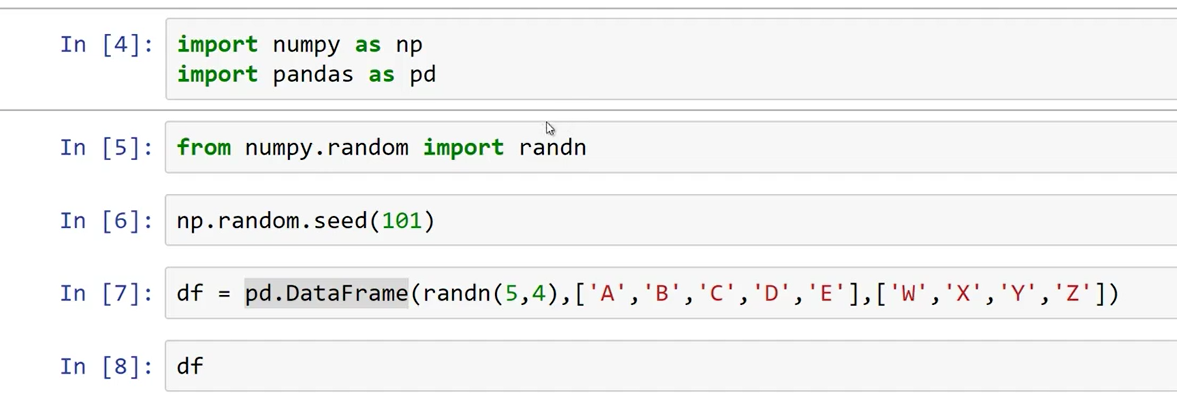 In [4]: import numpy as np
import pandas as pd
In [5]: from numpy.random import randn
In [6]: np.random.seed(101)
In [7]: df = pd.DataFrame(randn(5,4),['A','B','C','D','E'],['W','X','Y','Z'])
In [8]: df